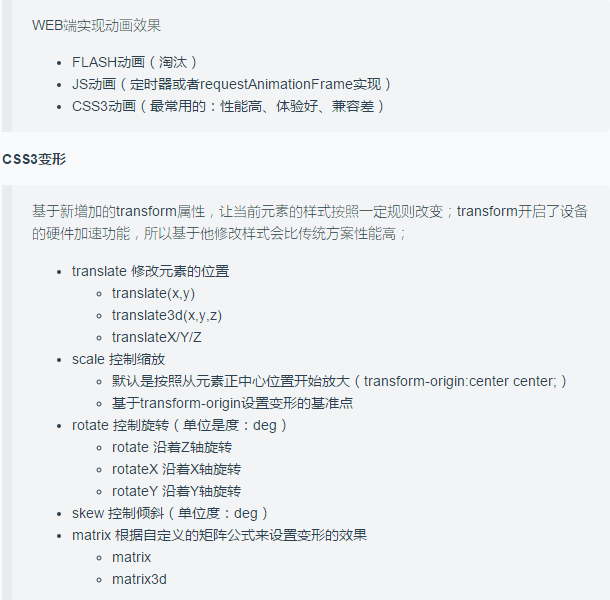 WEB端实现动画效果
FLASH动画（淘汰）
JS动画（定时器或者requestAnimationFrame实现）
CSS3动画（最常用的：性能高、体验好、兼容差）
CSS3变形
基于新增加的transform属性，让当前元素的样式按照一定规则改变；transform开启了设备
的硬件加速功能，所以基于他修改样式会比传统方案性能高；
translate 修改元素的位置
translate(x,y)
translate3d(x,y,z)
translateX/Y/Z
scale 控制缩放
默认是按照从元素正中心位置开始放大（transform-origin:center center;）
基于transform-origin设置变形的基准点
rotate 控制旋转（单位是度：deg）
rotate 沿着Z轴旋转
rotateX 沿着X轴旋转
rotateY 沿着Y轴旋转
skew 控制倾斜（单位度：deg）
matrix 根据自定义的矩阵公式来设置变形的效果
matrix
matrix3d